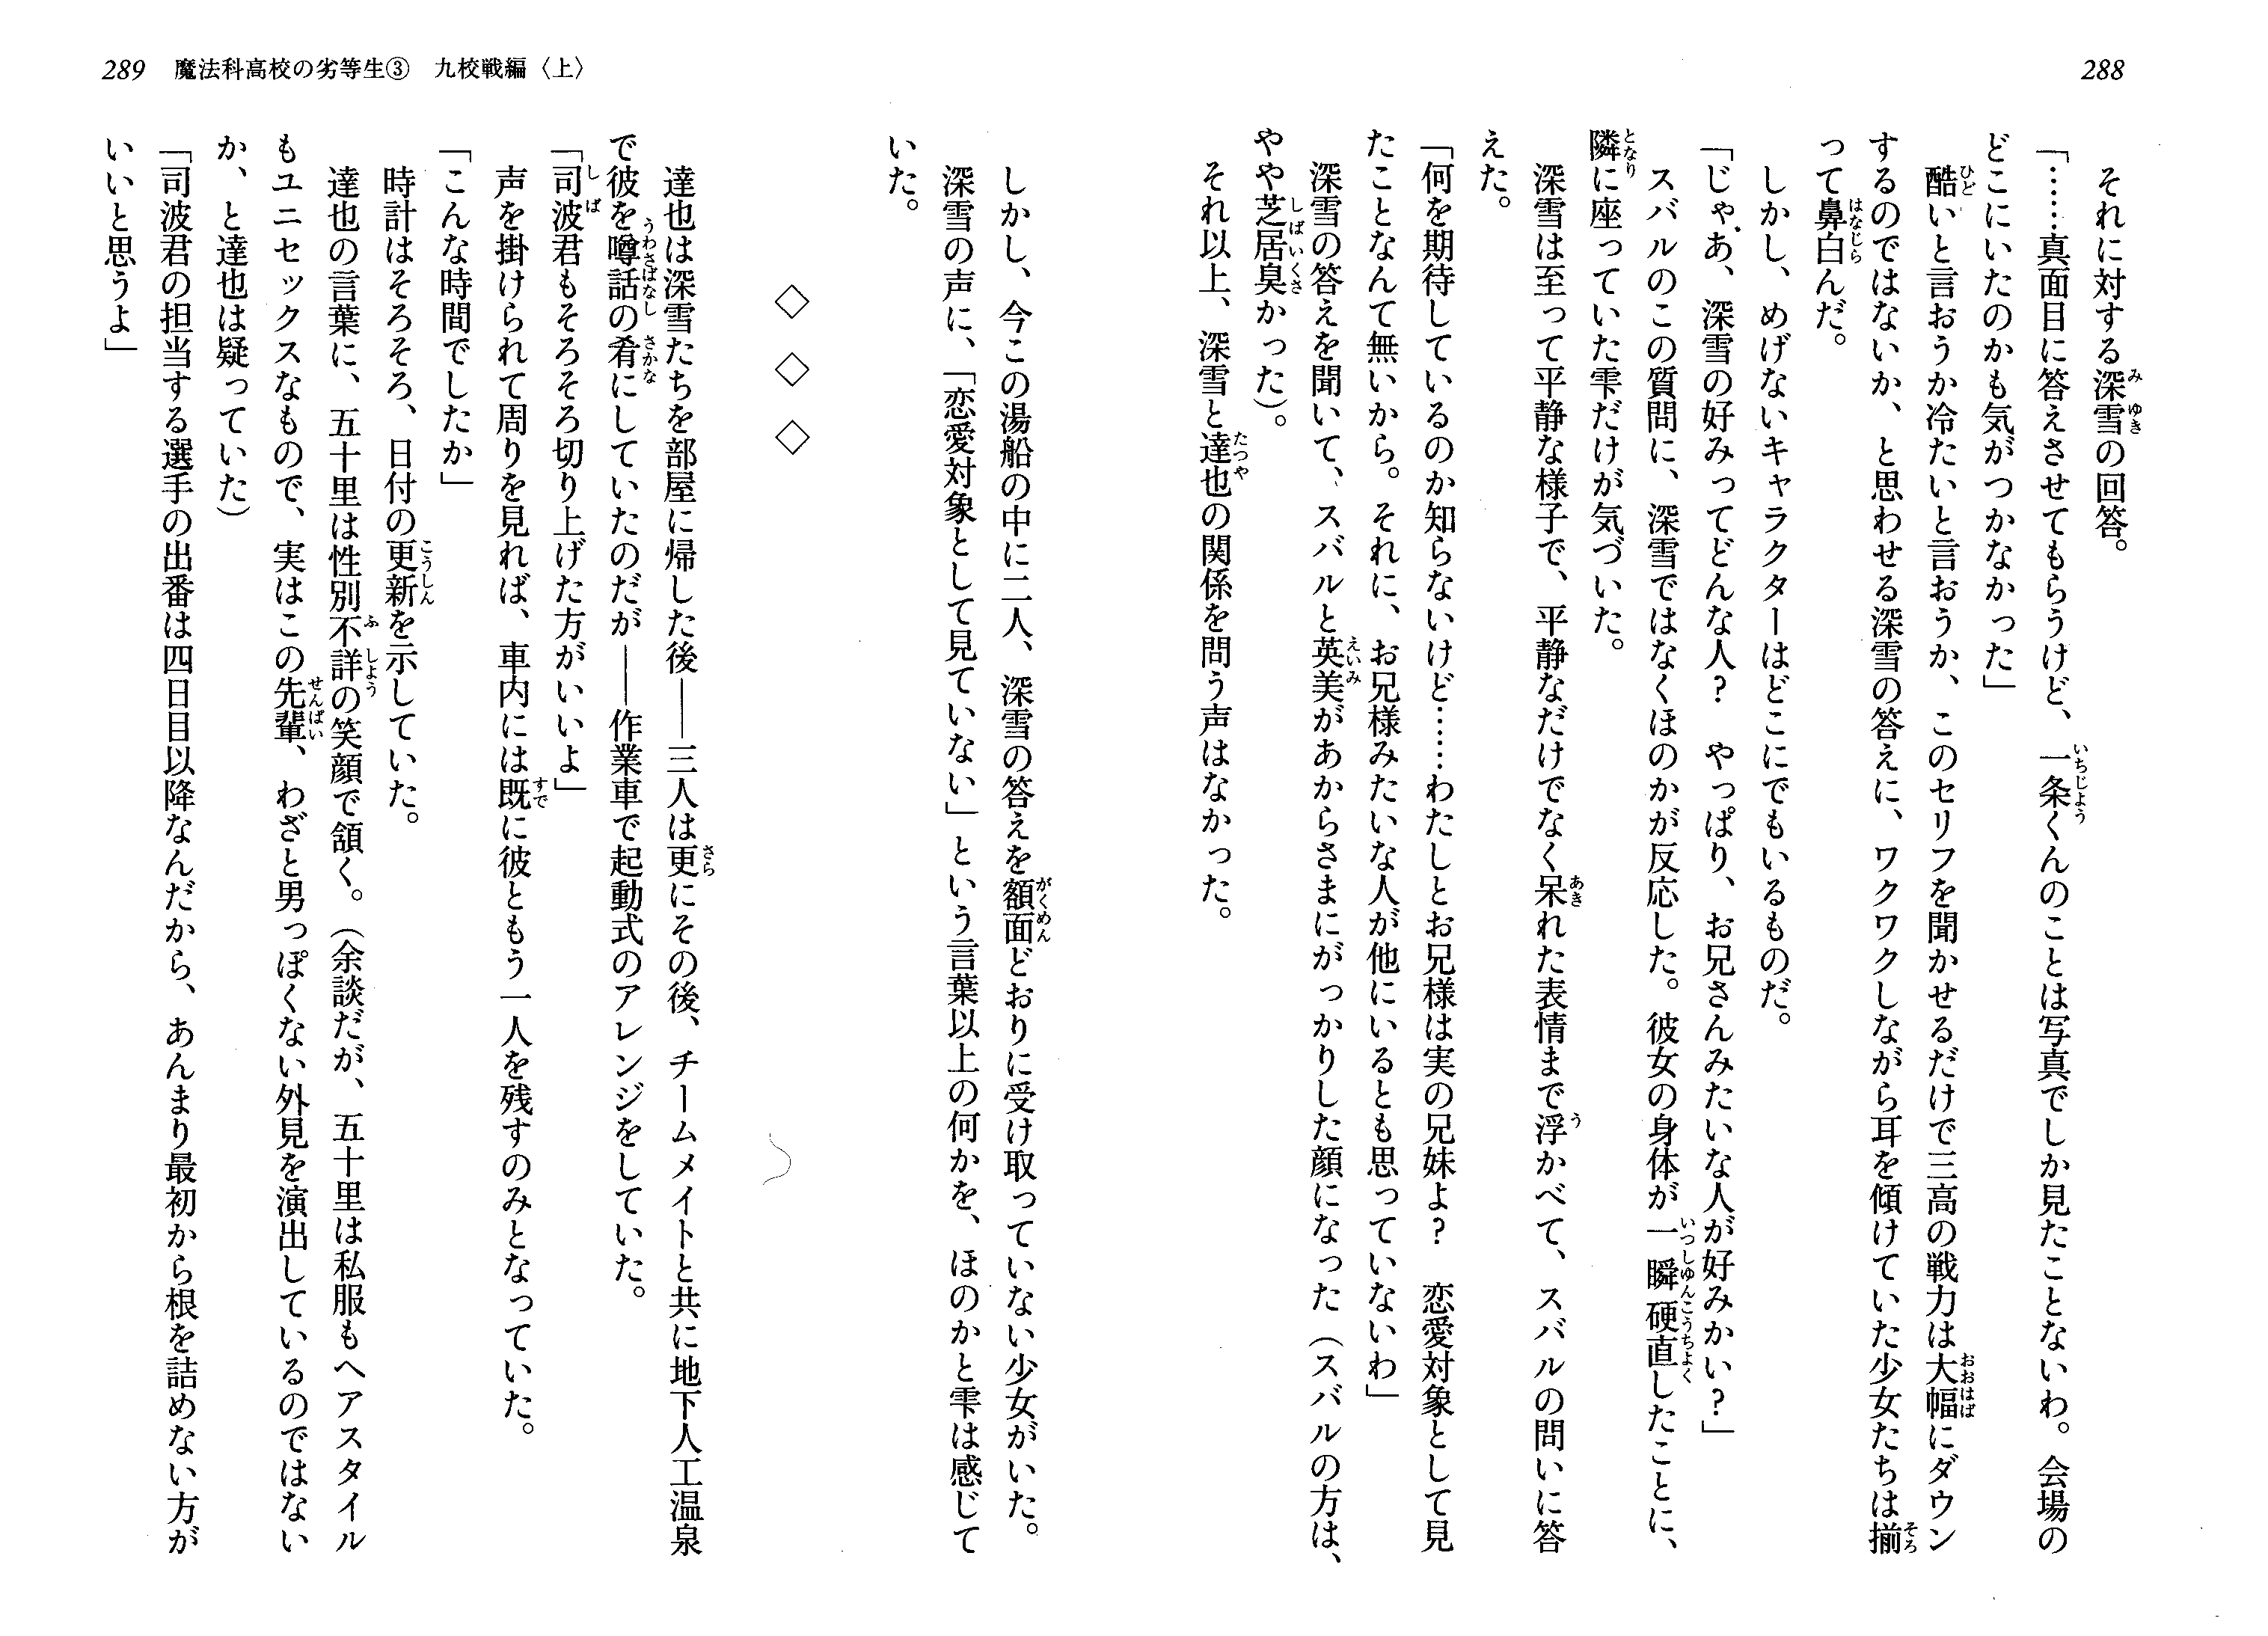 288
それに対する深雪の回答。
「……真面目に答えさせてもらうけど、一条くんのことは写真でしか見たことないわ。会場の
どこにいたのかも気がつかなかった」
酷いと言おうか冷たいと言おうか、このセリフを聞かせるだけで三高の戦力は大幅にダウン
するのではないか、と思わせる深雪の答えに、ワクワクしながら耳を傾けていた少女たちは揃
って鼻白んだ。
しかし、めげないキャラクターはどこにでもいるものだ。
「じゃあ、深雪の好みってどんな人？　やっぱり、お兄さんみたいな人が好みかい？」
スバルのこの質問に、深雪ではなくほのかが反応した。彼女の身体が一瞬硬直したことに、
隣に座っていた雫だけが気づいた。
深雪は至って平静な様子で、平静なだけでなく呆れた表情まで浮かべて、スバルの問いに答
えた。
「何を期待しているのか知らないけど……わたしとお兄様は実の兄妹よ？　恋愛対象として見
たことなんて無いから。それに、お兄様みたいな人が他にいるとも思っていないわ」
深雪の答えを聞いて、スバルと英美があからさまにがっかりした顔になった（スバルの方は、
やや芝居臭かった）。
それ以上、深雪と達也の関係を問う声はなかった。
289　魔法科高校の劣等生③　九校戦編〈上〉
しかし、今この湯船の中に二人、深雪の答えを額面どおりに受け取っていない少女がいた。
深雪の声に、「恋愛対象として見ていない」という言葉以上の何かを、ほのかと雫は感じて
いた。
◇　◇　◇
達也は深雪たちを部屋に帰した後――三人は更にその後、チームメイトと共に地下人工温泉
で彼を噂話の肴にしていたのだが――作業車で起動式のアレンジをしていた。
「司波君もそろそろ切り上げた方がいいよ」
声を掛けられて周りを見れば、車内には既に彼ともう一人を残すのみとなっていた。
「こんな時間でしたか」
時計はそろそろ、日付の更新を示していた。
達也の言葉に、五十里は性別不詳の笑顔で頷く。（余談だが、五十里は私服もヘアスタイル
もユニセックスなもので、実はこの先輩、わざと男っぽくない外見を演出しているのではない
か、と達也は疑っていた）
「司波君の担当する選手の出番は四日目以降なんだから、あんまり最初から根を詰めない方が
いいと思うよ」